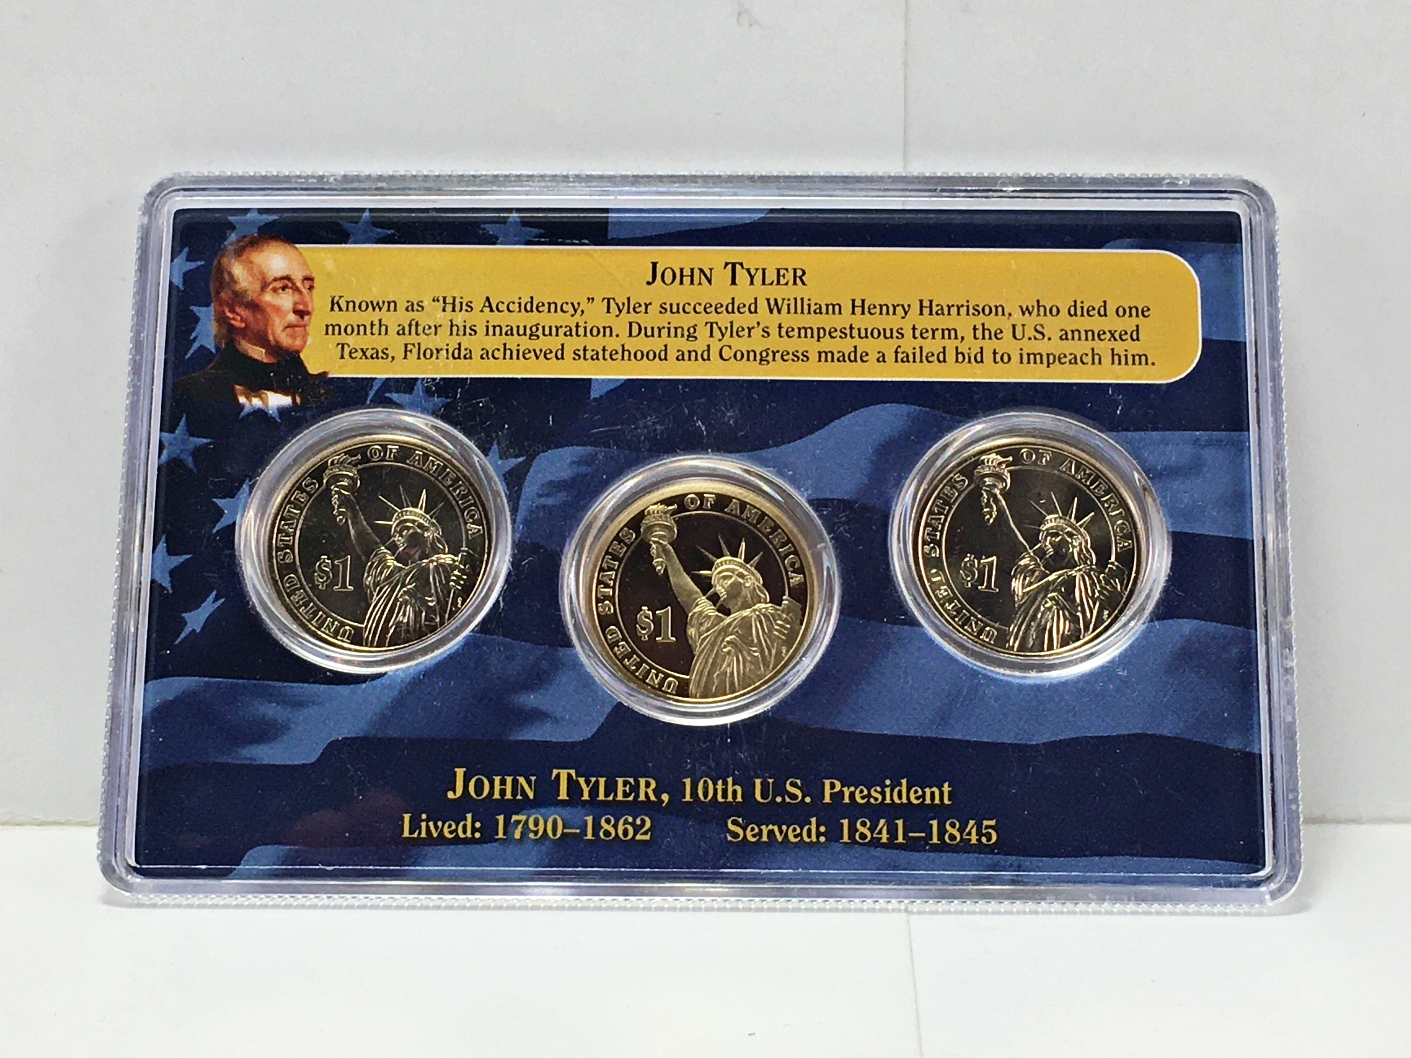 JOHN TYLER
Known as “His Accidency,” Tyler succeeded William Henry Harrison, who died one
month after his inauguration. During Tyler’s tempestuous term, the U.S. annexed
Texas, Florida achieved statehood and Congress made a failed bid to impeach him.
UNITED STATES OF AMERICA
$1
UNITED STATES OF AMERICA
$1
UNITED STATES OF AMERICA
$1
JOHN TYLER, 10th U.S. President
Lived: 1790–1862 Served: 1841–1845